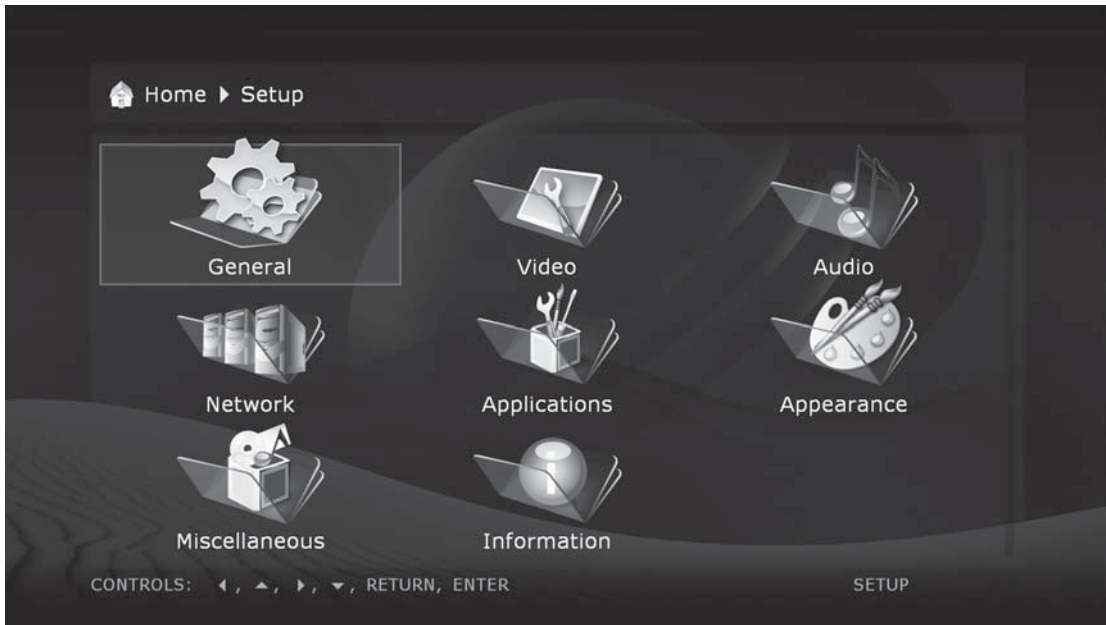 Home ▶ Setup
General Video Audio
Network Applications Appearance
Miscellaneous Information
CONTROLS: ◀, ▲, ▶, ▼, RETURN, ENTER SETUP